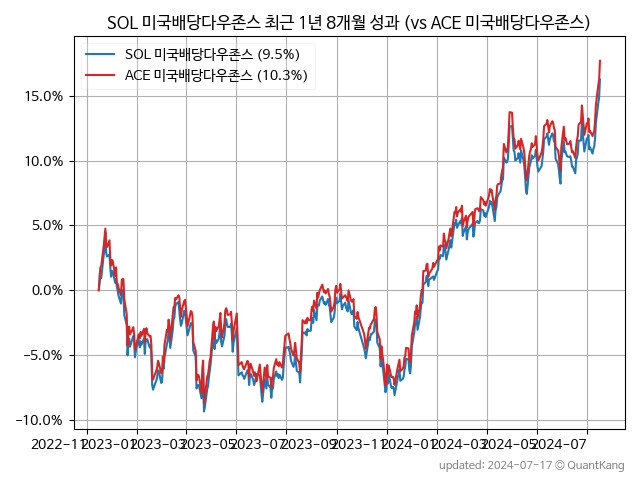 SOL 미국배당다우존스 최근 1년 8개월 성과 (vs ACE 미국배당다우존스)
SOL 미국배당다우존스 (9.5%)
ACE 미국배당다우존스 (10.3%)
15.0%
10.0%
5.0%
0.0%
−5.0%
−10.0%
2022-11 2023-01 2023-03 2023-05 2023-07 2023-09 2023-11 2024-01 2024-03 2024-05 2024-07
updated: 2024-07-17 © QuantKang